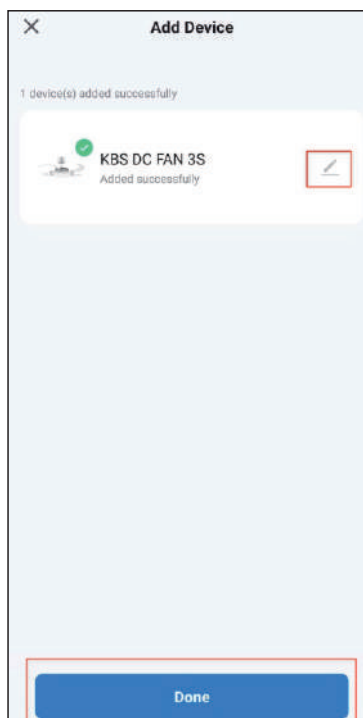 Add Device
1 device(s) added successfully
KBS DC FAN 3S
Added successfully
Done